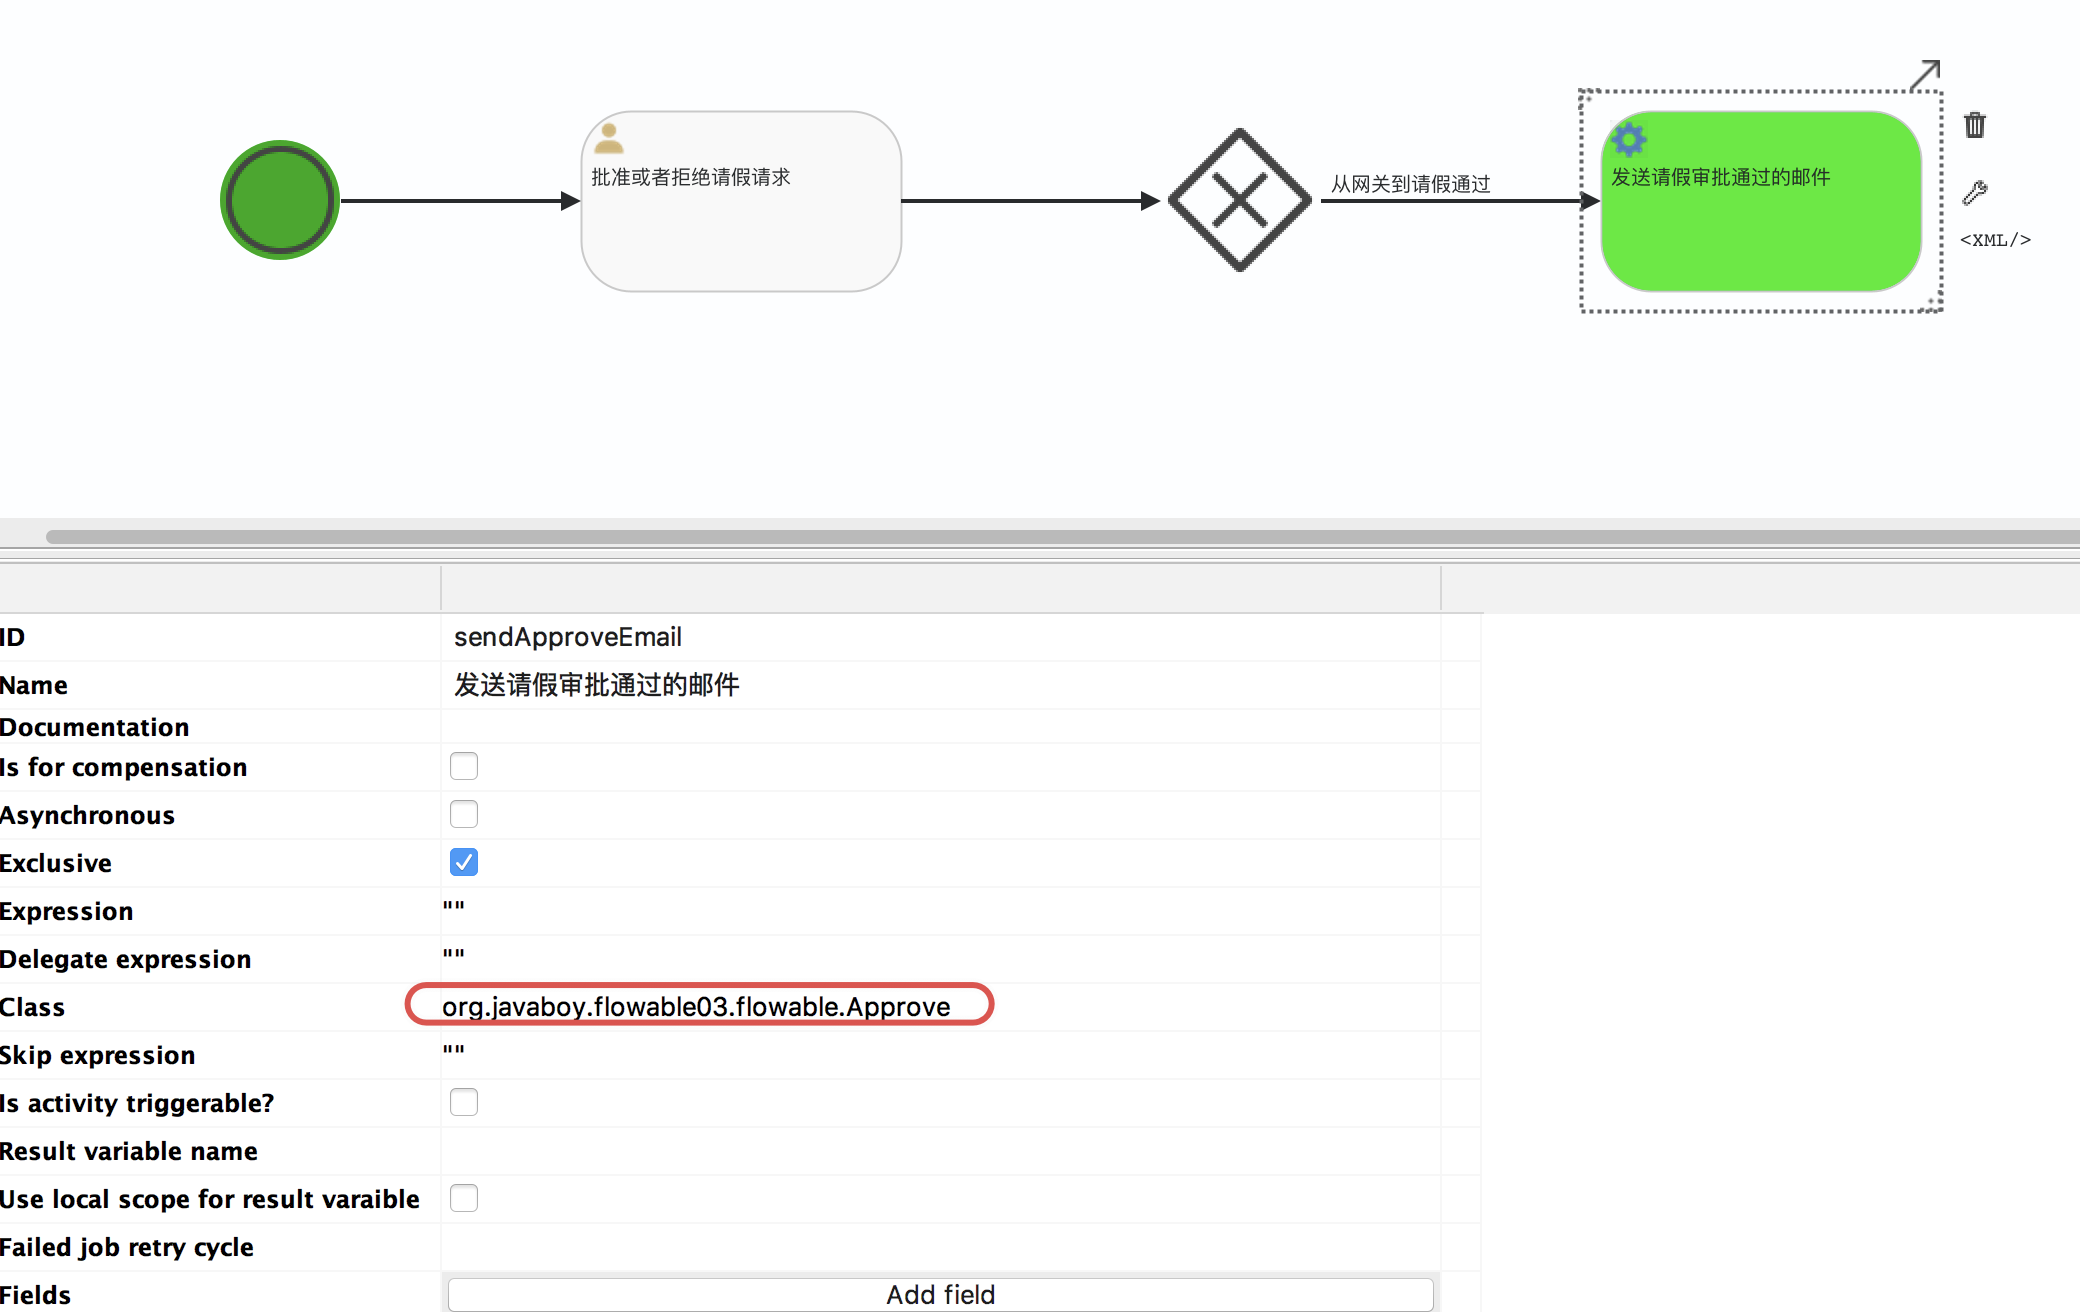 批准或者拒绝请假请求
从网关到请假通过
发送请假审批通过的邮件
<XML/>
ID sendApproveEmail
Name 发送请假审批通过的邮件
Documentation
Is for compensation
Asynchronous
Exclusive
Expression ""
Delegate expression ""
Class org.javaboy.flowable03.flowable.Approve
Skip expression ""
Is activity triggerable?
Result variable name
Use local scope for result varaible
Failed job retry cycle
Fields Add field